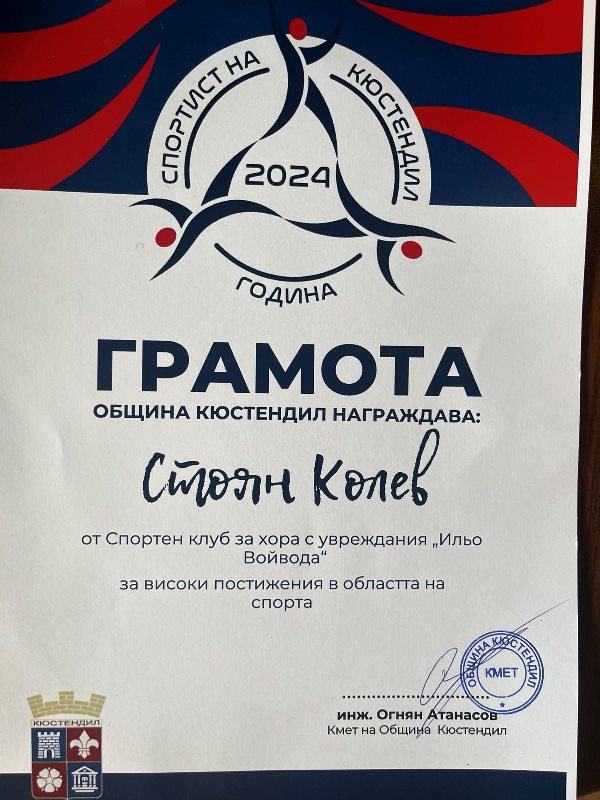 СПОРТИСТ НА
КЮСТЕНДИЛ
2024
ГОДИНА
ГРАМОТА
ОБЩИНА КЮСТЕНДИЛ НАГРАЖДАВА:
Стоян Колев
от Спортен клуб за хора с увреждания „Ильо
Войвода“
за високи постижения в областта на
спорта
ОБЩИНА КЮСТЕНДИЛ
КМЕТ
инж. Огнян Атанасов
Кмет на Община Кюстендил
КЮСТЕНДИЛ